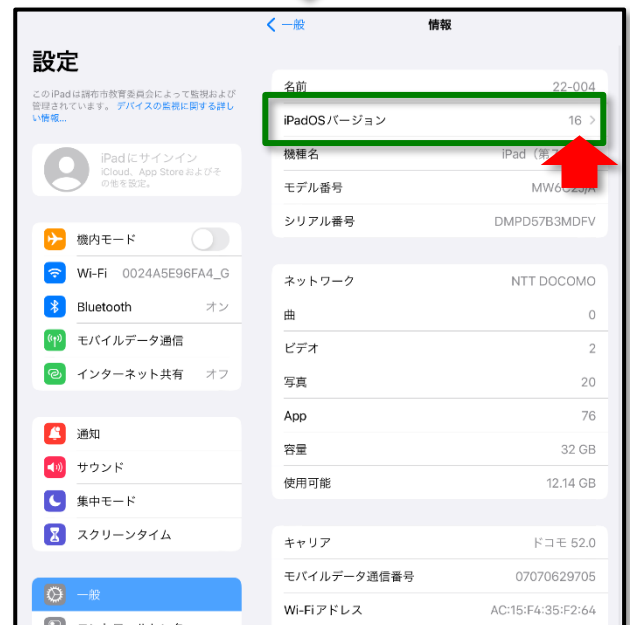 設定
このiPadは調布市教育委員会によって監視および
管理されています。デバイスの監視に関する詳し
い情報...
iPadにサインイン
iCloud、App Storeおよびそ
の他を設定。
機内モード
Wi-Fi 0024A5E96FA4_G
Bluetooth オン
モバイルデータ通信
インターネット共有 オフ
通知
サウンド
集中モード
スクリーンタイム
一般
一般 情報
名前 22-004
iPadOSバージョン 16
機種名 iPad（第
モデル番号
シリアル番号 DMPD57B3MDFV
ネットワーク NTT DOCOMO
曲 0
ビデオ 2
写真 20
App 76
容量 32 GB
使用可能 12.14 GB
キャリア ドコモ 52.0
モバイルデータ通信番号 07070629705
Wi-Fiアドレス AC:15:F4:35:F2:64